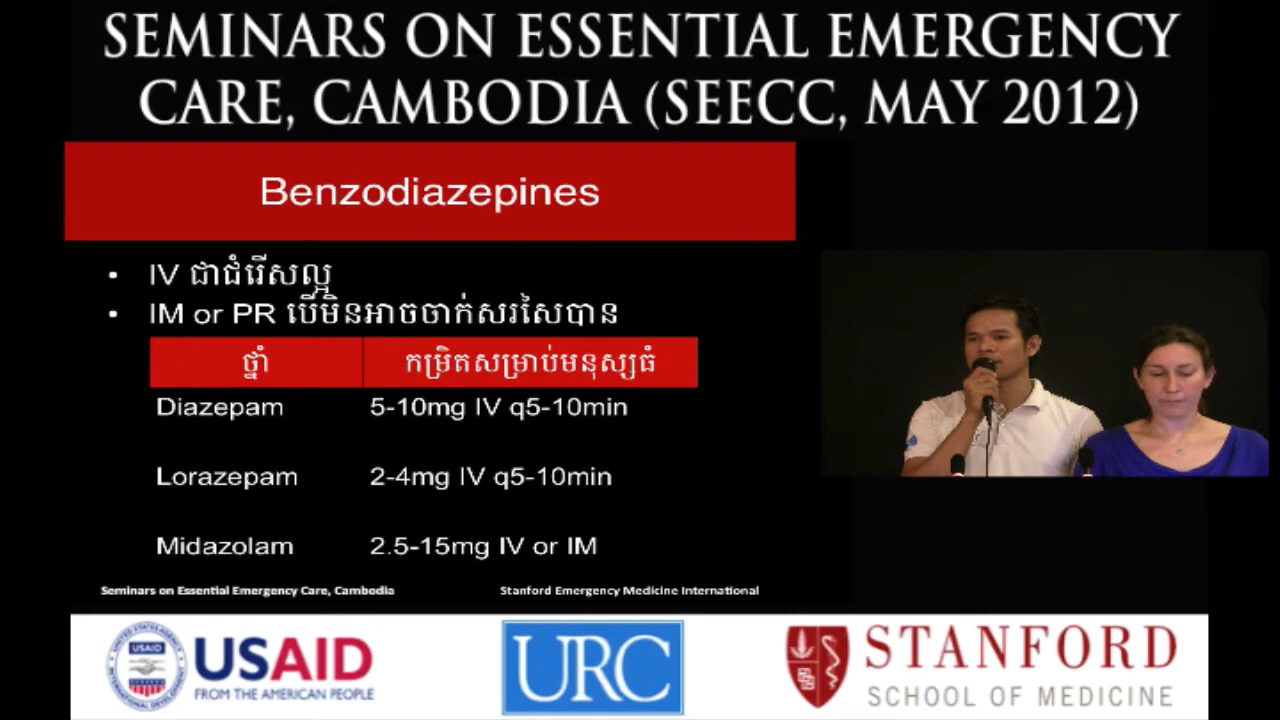 SEMINARS ON ESSENTIAL EMERGENCY
CARE, CAMBODIA (SEECC, MAY 2012)
Benzodiazepines
• IV ជាជំរើសល្អ
• IM or PR បើមិនអាចចាក់សរសៃបាន
ថ្នាំ កម្រិតសម្រាប់មនុស្សធំ
Diazepam 5-10mg IV q5-10min
Lorazepam 2-4mg IV q5-10min
Midazolam 2.5-15mg IV or IM
Seminars on Essential Emergency Care, Cambodia Stanford Emergency Medicine International
USAID
FROM THE AMERICAN PEOPLE
URC
STANFORD
SCHOOL OF MEDICINE